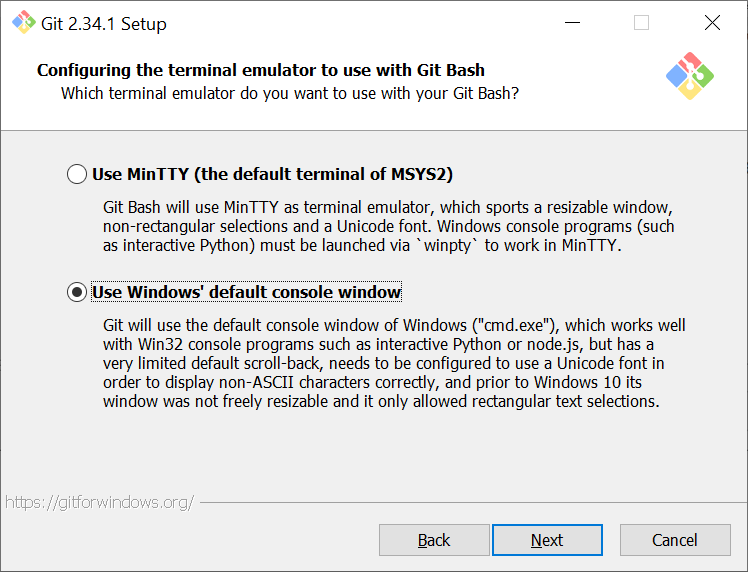 Git 2.34.1 Setup
Configuring the terminal emulator to use with Git Bash
Which terminal emulator do you want to use with your Git Bash?
Use MinTTY (the default terminal of MSYS2)
Git Bash will use MinTTY as terminal emulator, which sports a resizable window,
non-rectangular selections and a Unicode font. Windows console programs (such
as interactive Python) must be launched via `winpty` to work in MinTTY.
Use Windows' default console window
Git will use the default console window of Windows ("cmd.exe"), which works well
with Win32 console programs such as interactive Python or node.js, but has a
very limited default scroll-back, needs to be configured to use a Unicode font in
order to display non-ASCII characters correctly, and prior to Windows 10 its
window was not freely resizable and it only allowed rectangular text selections.
https://gitforwindows.org/
Back Next Cancel